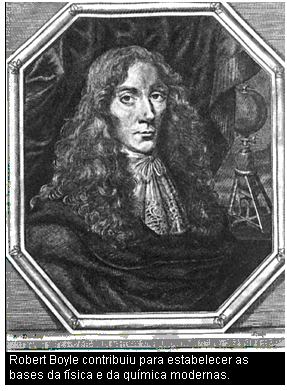 Robert Boyle contribuiu para estabelecer as
bases da física e da química modernas.